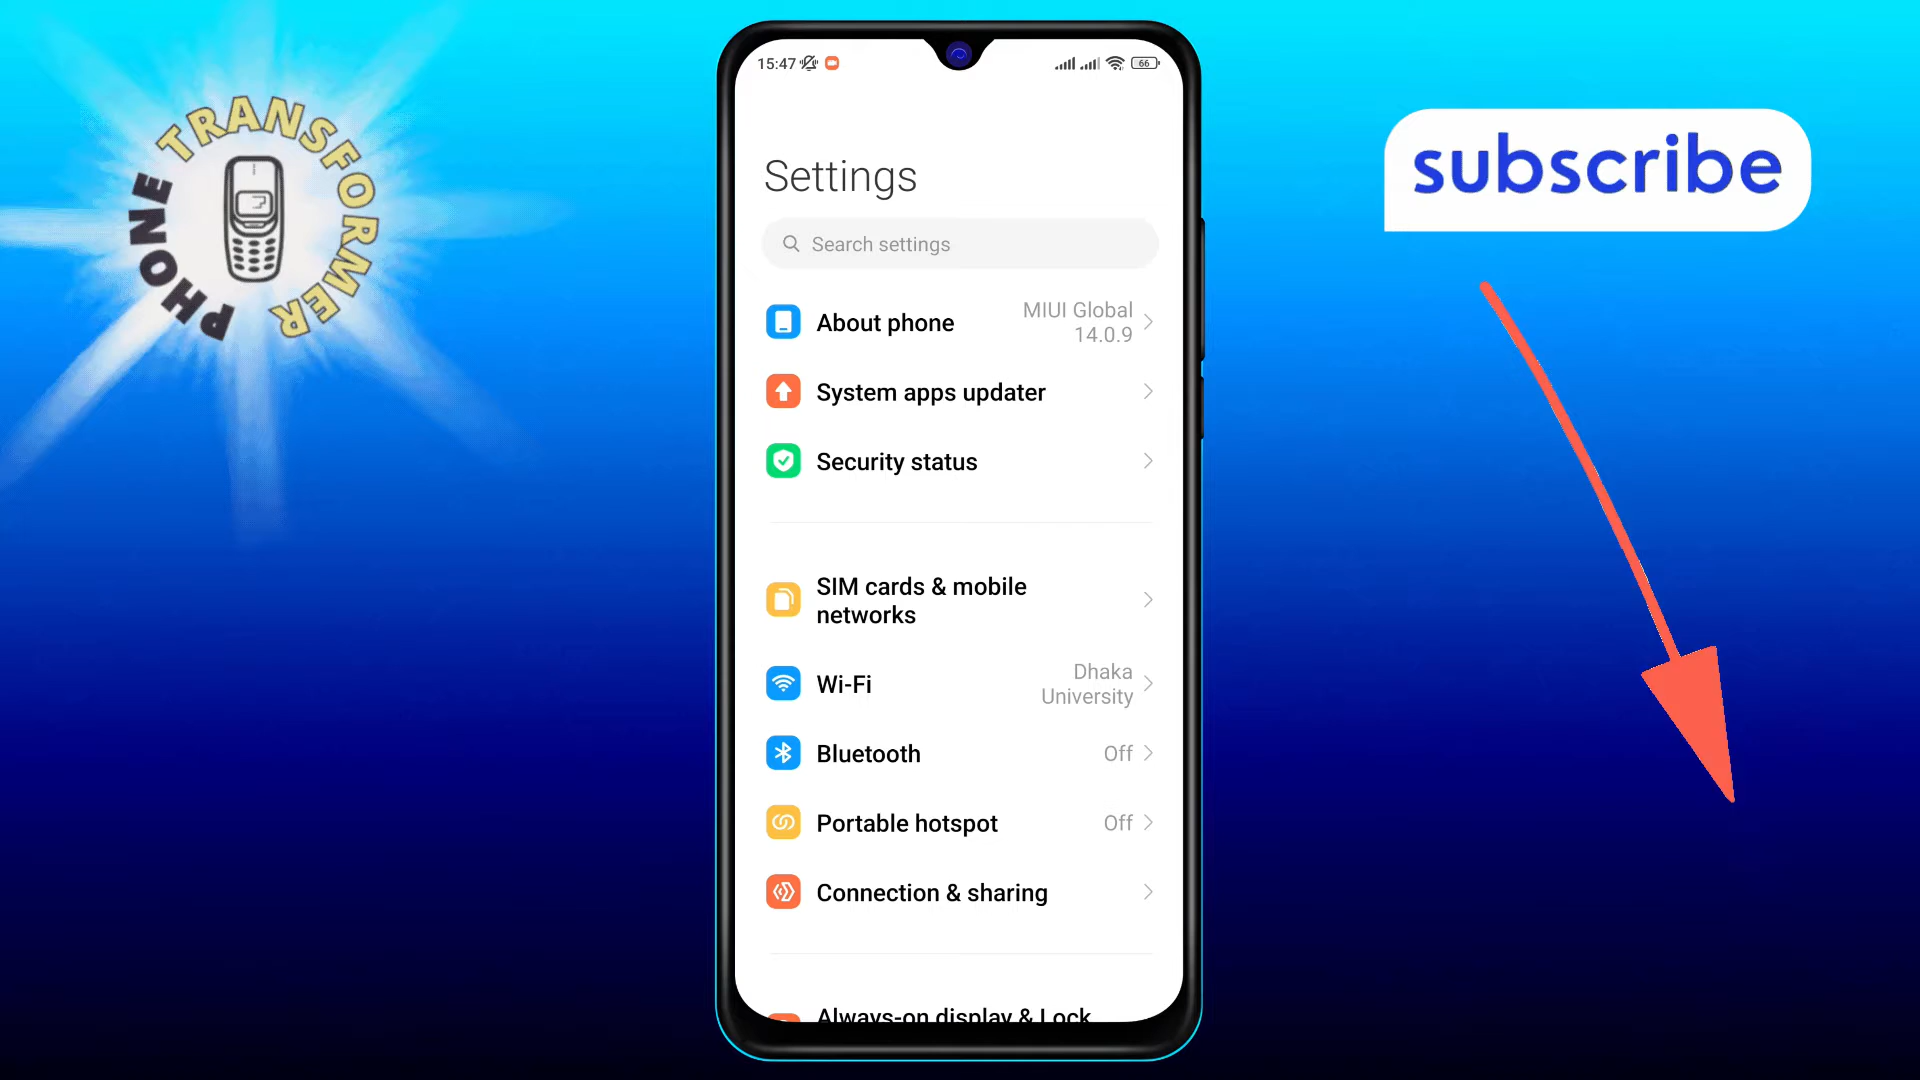 PHONE TRANSFORMER
subscribe
15:47
66
Settings
Search settings
About phone
MIUI Global
14.0.9
System apps updater
Security status
SIM cards & mobile
networks
Wi-Fi
Dhaka
University
Bluetooth
Off
Portable hotspot
Off
Connection & sharing
Always-on display & Lock